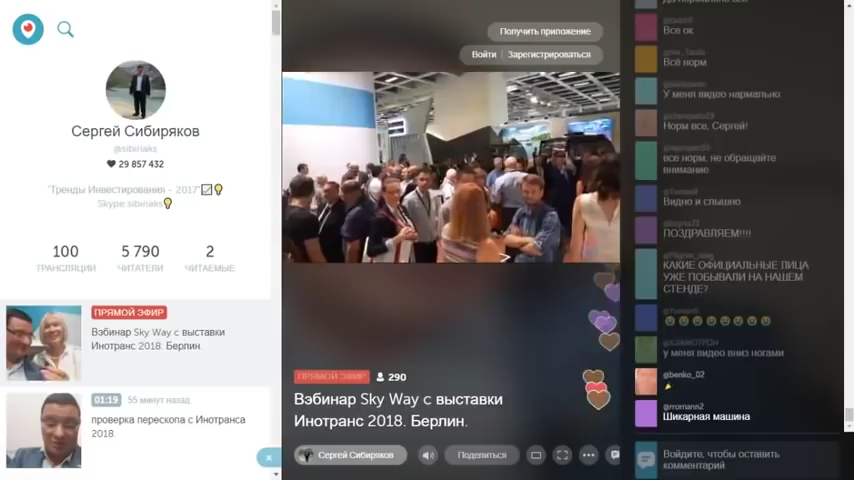 Сергей Сибиряков
@sibiriaks
29 857 432
"Тренды Инвестирования - 2017"
Skype sibiriaks
100
5 790
2
ТРАНСЛЯЦИИ
ЧИТАТЕЛИ
ЧИТАЕМЫЕ
ПРЯМОЙ ЭФИР
Вэбинар Sky Way с выставки
Инотранс 2018. Берлин.
01:19 55 минут назад
проверка перескопа с Инотранса
2018.
Получить приложение
Войти
Зарегистрироваться
ПРЯМОЙ ЭФИР 290
Вэбинар Sky Way с выставки
Инотранс 2018. Берлин.
Сергей Сибиряков
Поделиться
Все ок
Всё норм
У меня видео нармально
Норм все, Сергей!
все норм, не обращайте
внимание
Видно и слышно
ПОЗДРАВЛЯЕМ!!!!
КАКИЕ ОФИЦИАЛЬНЫЕ ЛИЦА
УЖЕ ПОБЫВАЛИ НА НАШЕМ
СТЕНДЕ?
у меня видео вниз ногами
@benko_02
@rromann2
Шикарная машина
Войдите, чтобы оставить
комментарий